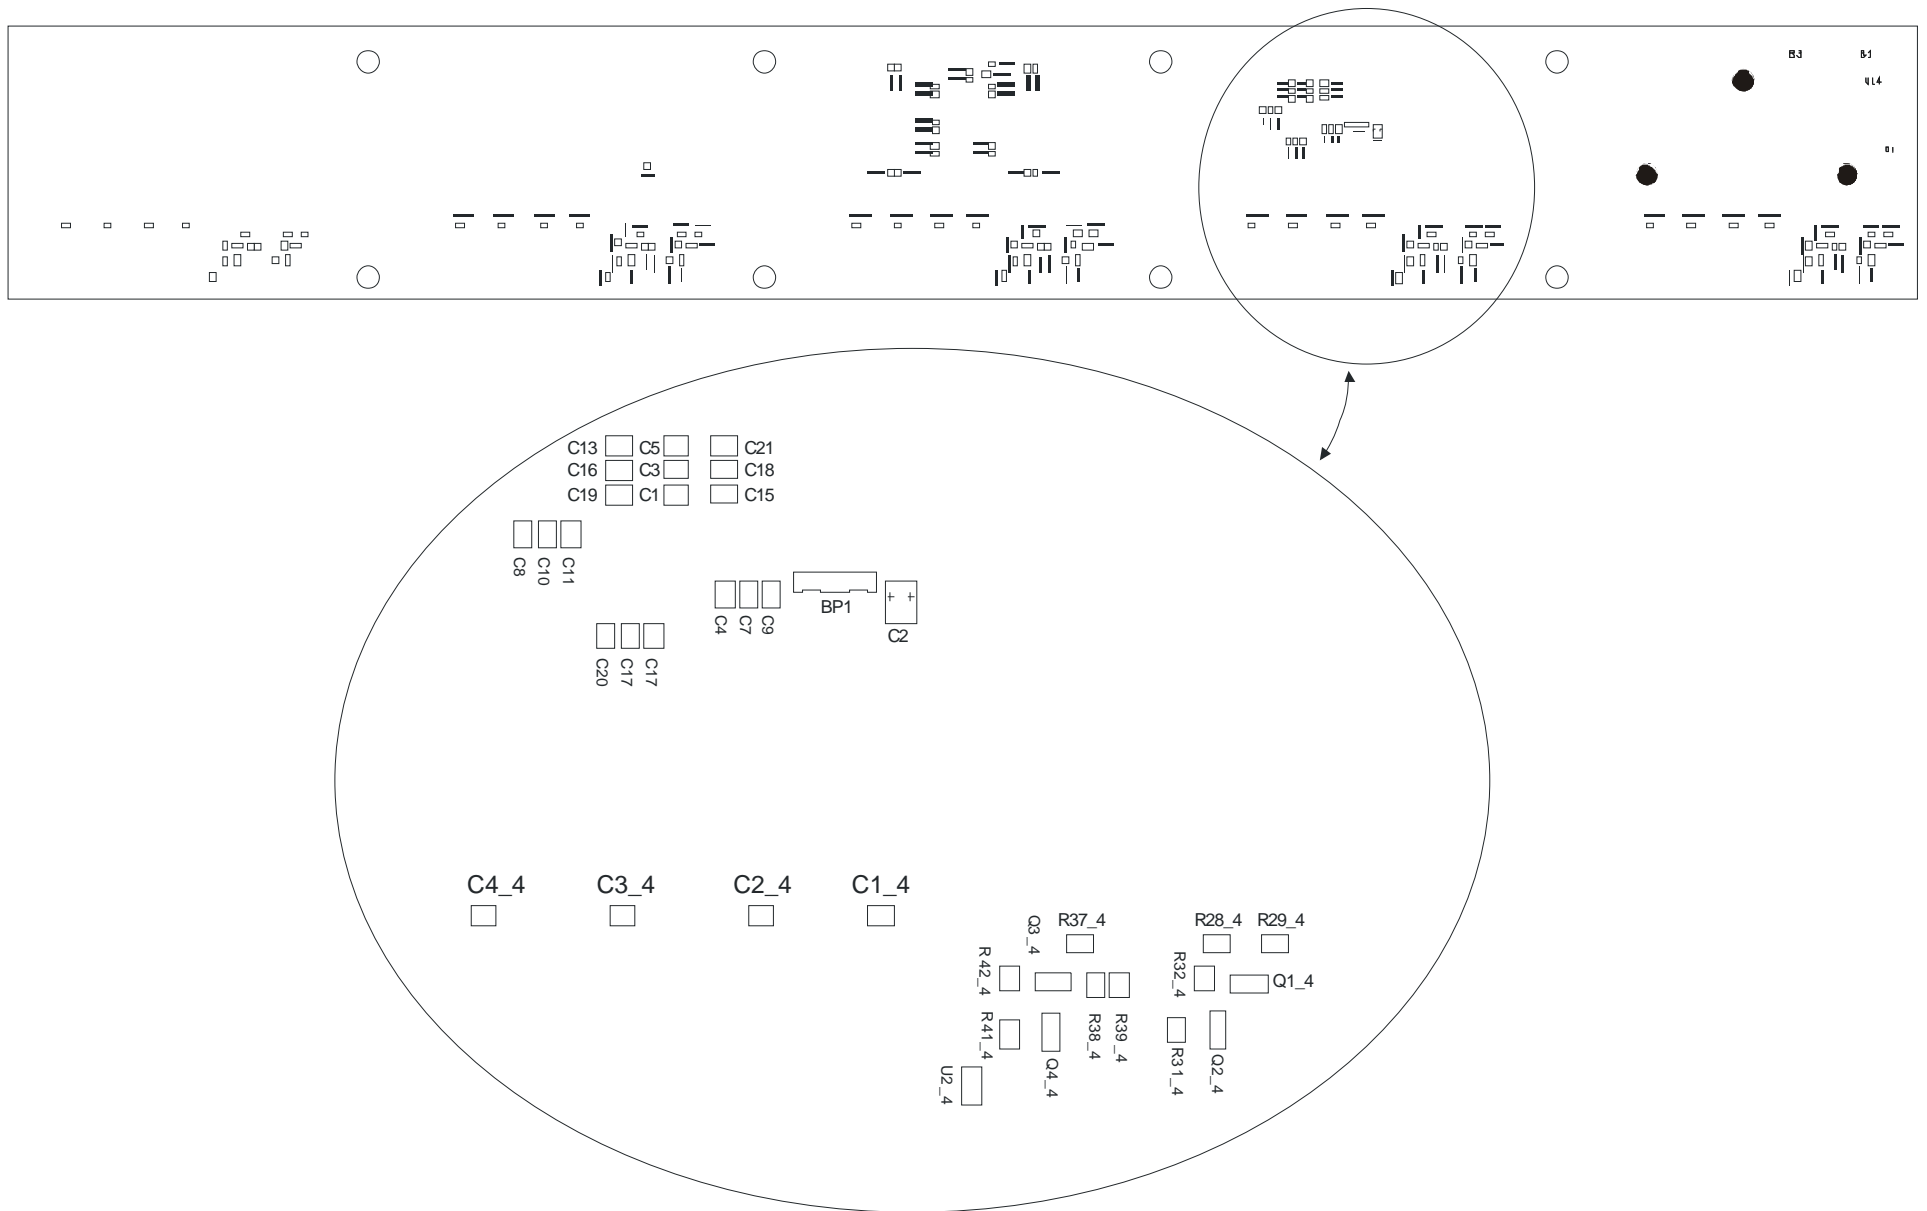 C13 C5 C21
C16 C3 C18
C19 C1 C15
C8 C10 C11
C4 C7 C9 BP1 C2
C20 C17 C17
C4_4 C3_4 C2_4 C1_4
Q3_4 R37_4 R28_4 R29_4
R42_4 R32_4 Q1_4
R41_4 Q4_4 R38_4 R39_4 R31_4 Q2_4
U2_4